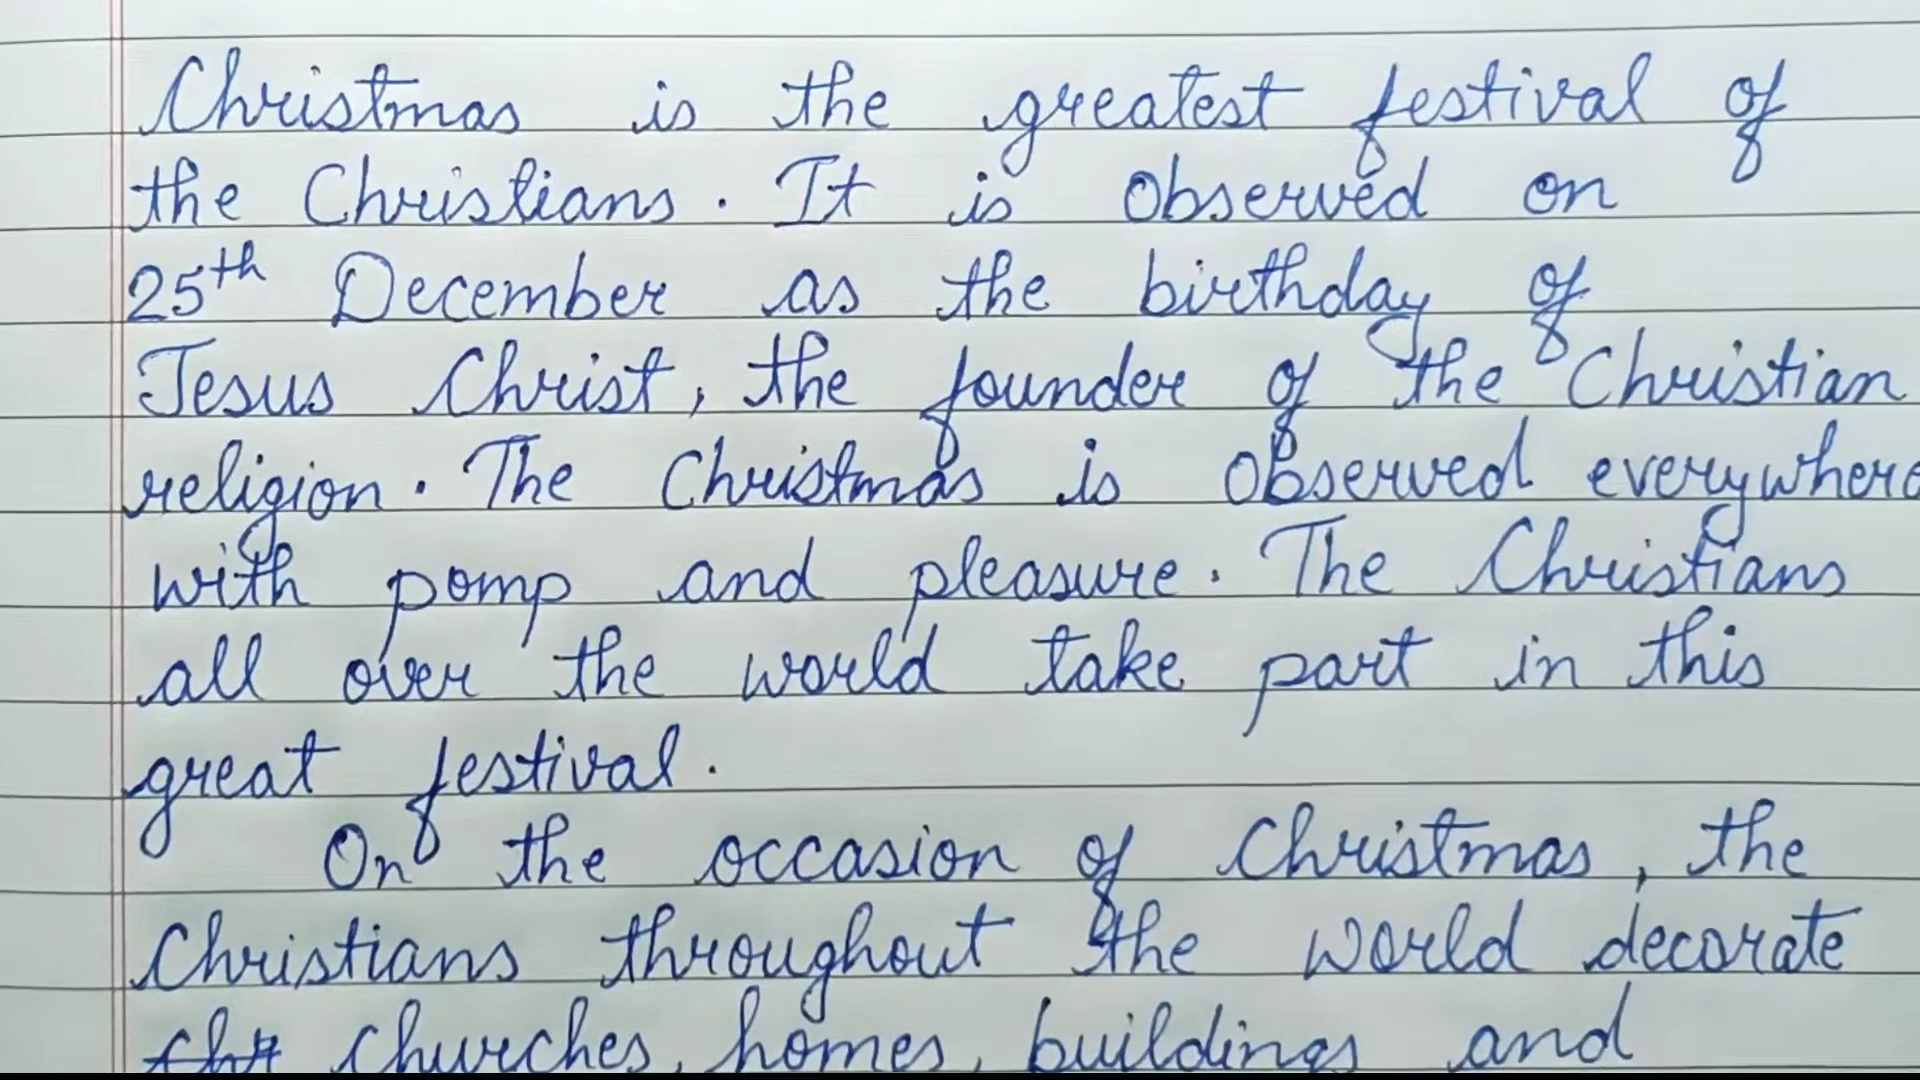 Christmas is the greatest festival of
the Christians. It is observed on
25th December as the birthday of
Jesus Christ, the founder of the Christian
religion. The Christmas is observed everywhere
with pomp and pleasure. The Christians
all over the world take part in this
great festival.
On the occasion of Christmas, the
Christians throughout the world decorate
churches, homes, buildings and